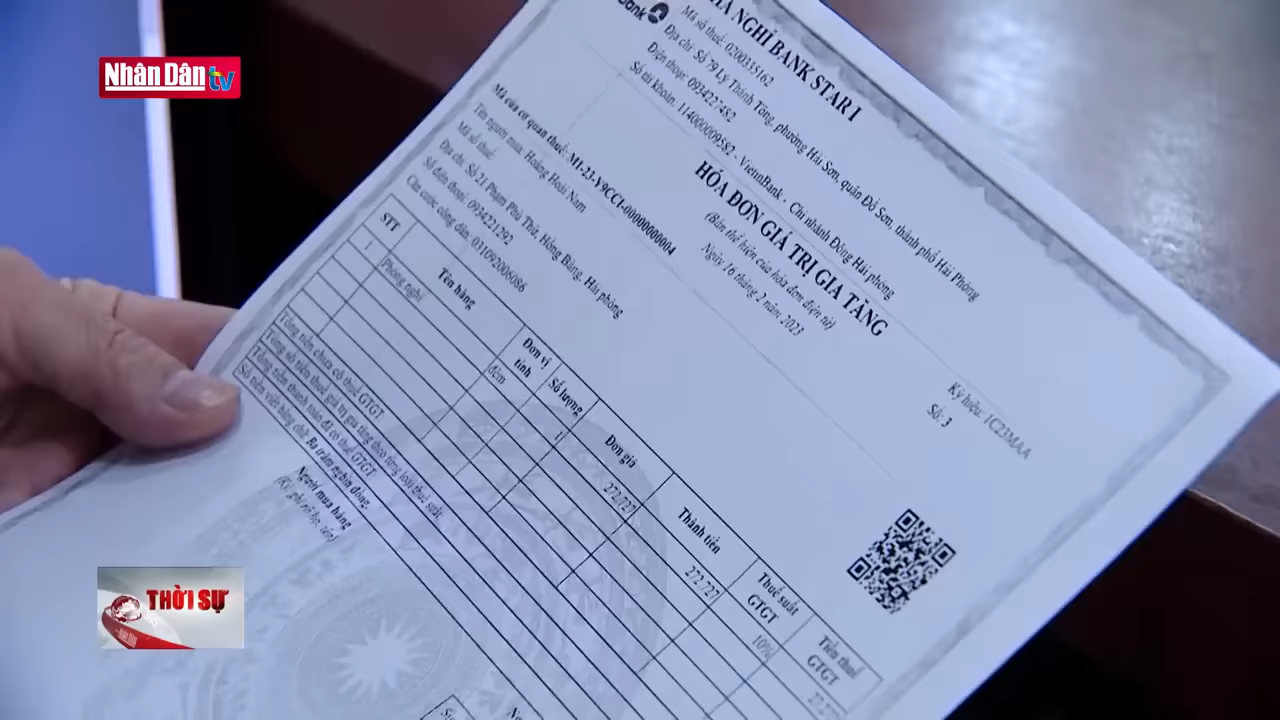 Nhân Dân tv
NGHỈ BANK STAR I
Mã số thuế: 020035162
Địa chỉ: Số 79 Lý Thánh Tông, phường Hải Sơn, quận Đồ Sơn, thành phố Hải Phòng
Điện thoại: 0934227482
Số tài khoản: 114000009582 - VietinBank - Chi nhánh Đông Hải phong
HÓA ĐƠN GIÁ TRỊ GIA TĂNG
(Bản thể hiện của hóa đơn điện tử)
Ngày 16 tháng 2 năm 2023
Ký hiệu: 1C23MAA
Số: 3
Mã của cơ quan thuế: M1-23-Y9CCI-00000000004
Tên người mua: Hoàng Hoài Nam
Mã số thuế:
Địa chỉ: Số 21 Phạm Phú Thứ, Hồng Bàng, Hải phòng
Số điện thoại: 0934221292
Căn cước công dân: 031092006086
STT Tên hàng Đơn vị tính Số lượng Đơn giá Thành tiền Thuế suất GTGT Tiền thuế GTGT
1 Phòng nghỉ đêm 1 272,727 272,727 10%
Tổng tiền chưa có thuế GTGT:
Tổng số tiền thuế giá trị gia tăng theo từng loại thuế suất:
Tổng tiền thanh toán đã có thuế GTGT:
Số tiền viết bằng chữ: Ba trăm nghìn đồng.
Người mua hàng
(Ký, ghi rõ họ, tên)
THỜI SỰ